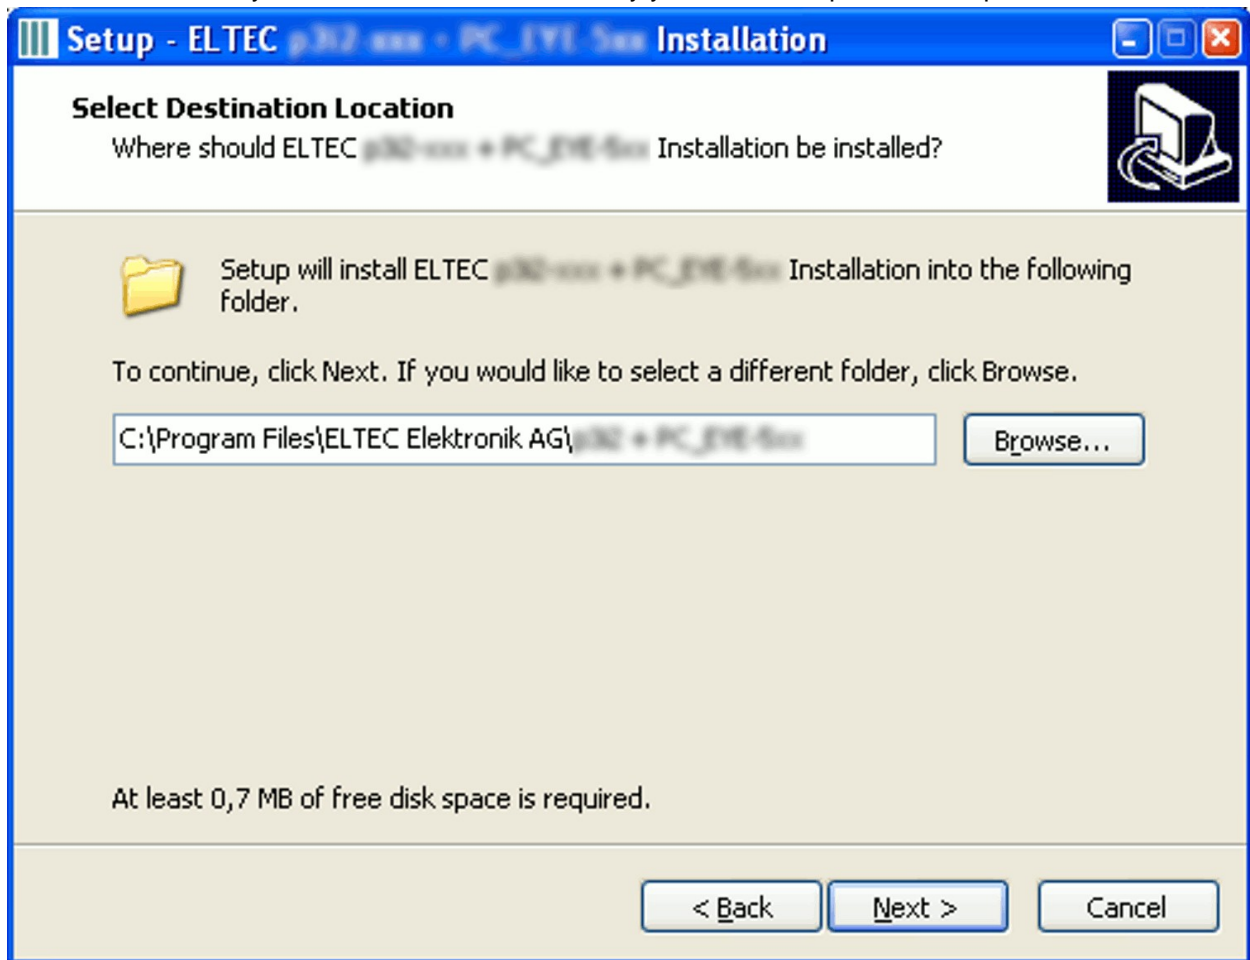 Setup - ELTEC Installation
Select Destination Location
Where should ELTEC Installation be installed?
Setup will install ELTEC Installation into the following
folder.
To continue, click Next. If you would like to select a different folder, click Browse.
C:\Program Files\ELTEC Elektronik AG\
Browse...
At least 0,7 MB of free disk space is required.
< Back
Next >
Cancel